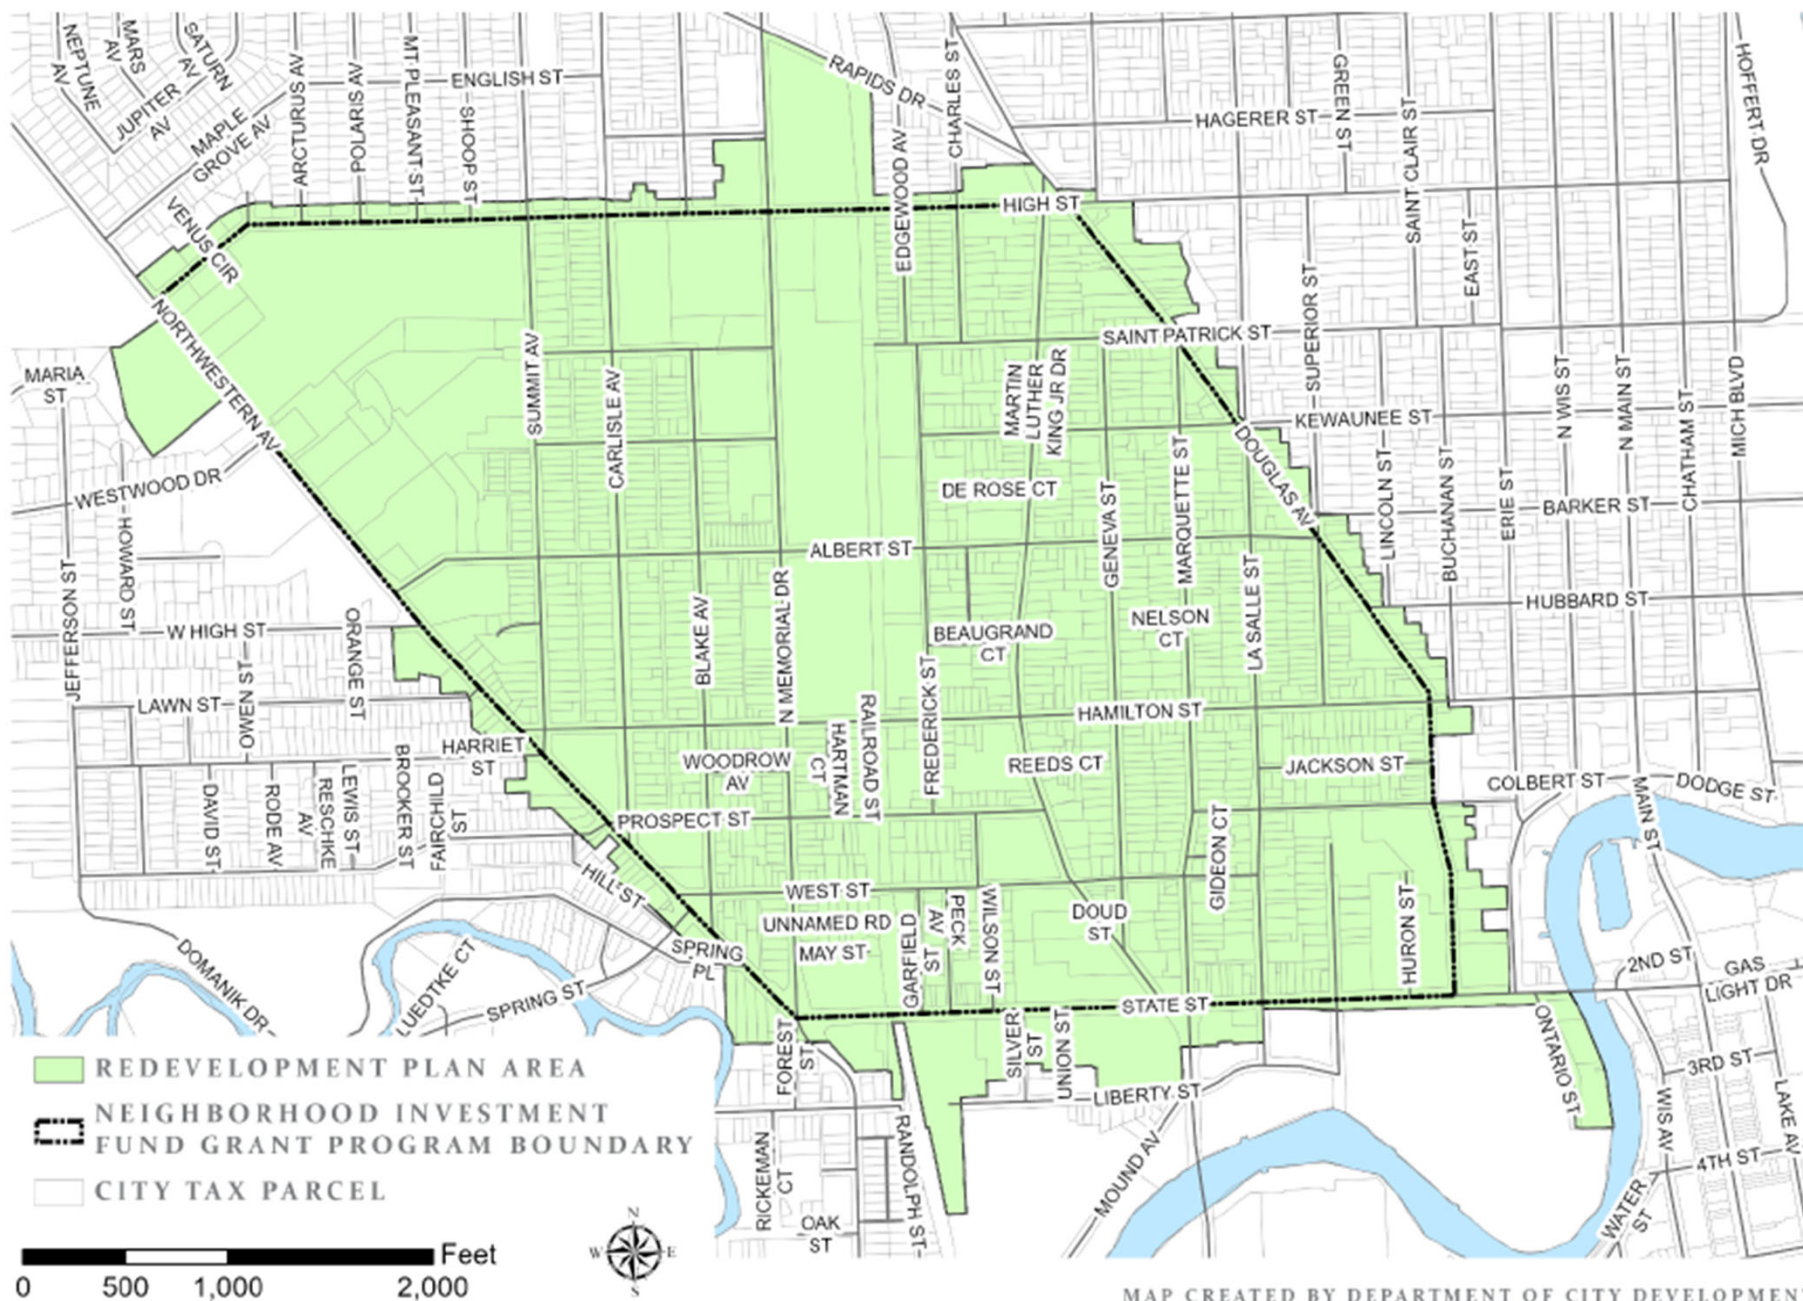 NEPTUNE
AV
MARS
AV
SATURN
AV
JUPITER
AV
MAPLE
GROVE AV
ARCTURUS AV
POLARIS AV
MT PLEASANT ST
SHOOP ST
ENGLISH ST
RAPIDS DR
CHARLES ST
EDGEWOOD AV
HAGERER ST
GREEN ST
SAINT CLAIR ST
HOFFERT DR
VENUS CIR
HIGH ST
EAST ST
SUPERIOR ST
NORTHWESTERN AV
SAINT PATRICK ST
MARIA
ST
SUMMIT AV
CARLISLE AV
MARTIN
LUTHER
KING JR DR
KEWAUNEE ST
N WIS ST
N MAIN ST
CHATHAM ST
MICH BLVD
DOUGLAS AV
WESTWOOD DR
DE ROSE CT
GENEVA ST
MARQUETTE ST
LINCOLN ST
BUCHANAN ST
ERIE ST
BARKER ST
HOWARD ST
JEFFERSON ST
ALBERT ST
LA SALLE ST
HUBBARD ST
W HIGH ST
ORANGE ST
BLAKE AV
N MEMORIAL DR
BEAUGRAND
CT
NELSON
CT
OWEN ST
LAWN ST
FREDERICK ST
RAILROAD ST
HAMILTON ST
HARRIET
ST
WOODROW
AV
HARTMAN
CT
REEDS CT
JACKSON ST
COLBERT ST
DODGE ST
MAIN ST
DAVID ST
RODE AV
RESCHKE
AV
LEWIS ST
BROCKER ST
FAIRCHILD
ST
PROSPECT ST
GIDEON CT
HILL ST
WEST ST
UNNAMED RD
MAY ST
GARFIELD
ST
PECK
AV
WILSON ST
DOUD
ST
HURON ST
SPRING
PL
DOMANIK DR
LUEDTKE CT
SPRING ST
STATE ST
2ND ST
GAS
LIGHT DR
ONTARIO ST
FOREST
ST
SILVER
ST
UNION ST
LIBERTY ST
3RD ST
WIS AV
LAKE AV
4TH ST
WATER
ST
MOUND AV
RANDOLPH ST
RICKEMAN
CT
OAK
ST
REDEVELOPMENT PLAN AREA
NEIGHBORHOOD INVESTMENT
FUND GRANT PROGRAM BOUNDARY
CITY TAX PARCEL
Feet
0 500 1,000 2,000
N
W E
S
MAP CREATED BY DEPARTMENT OF CITY DEVELOPMENT